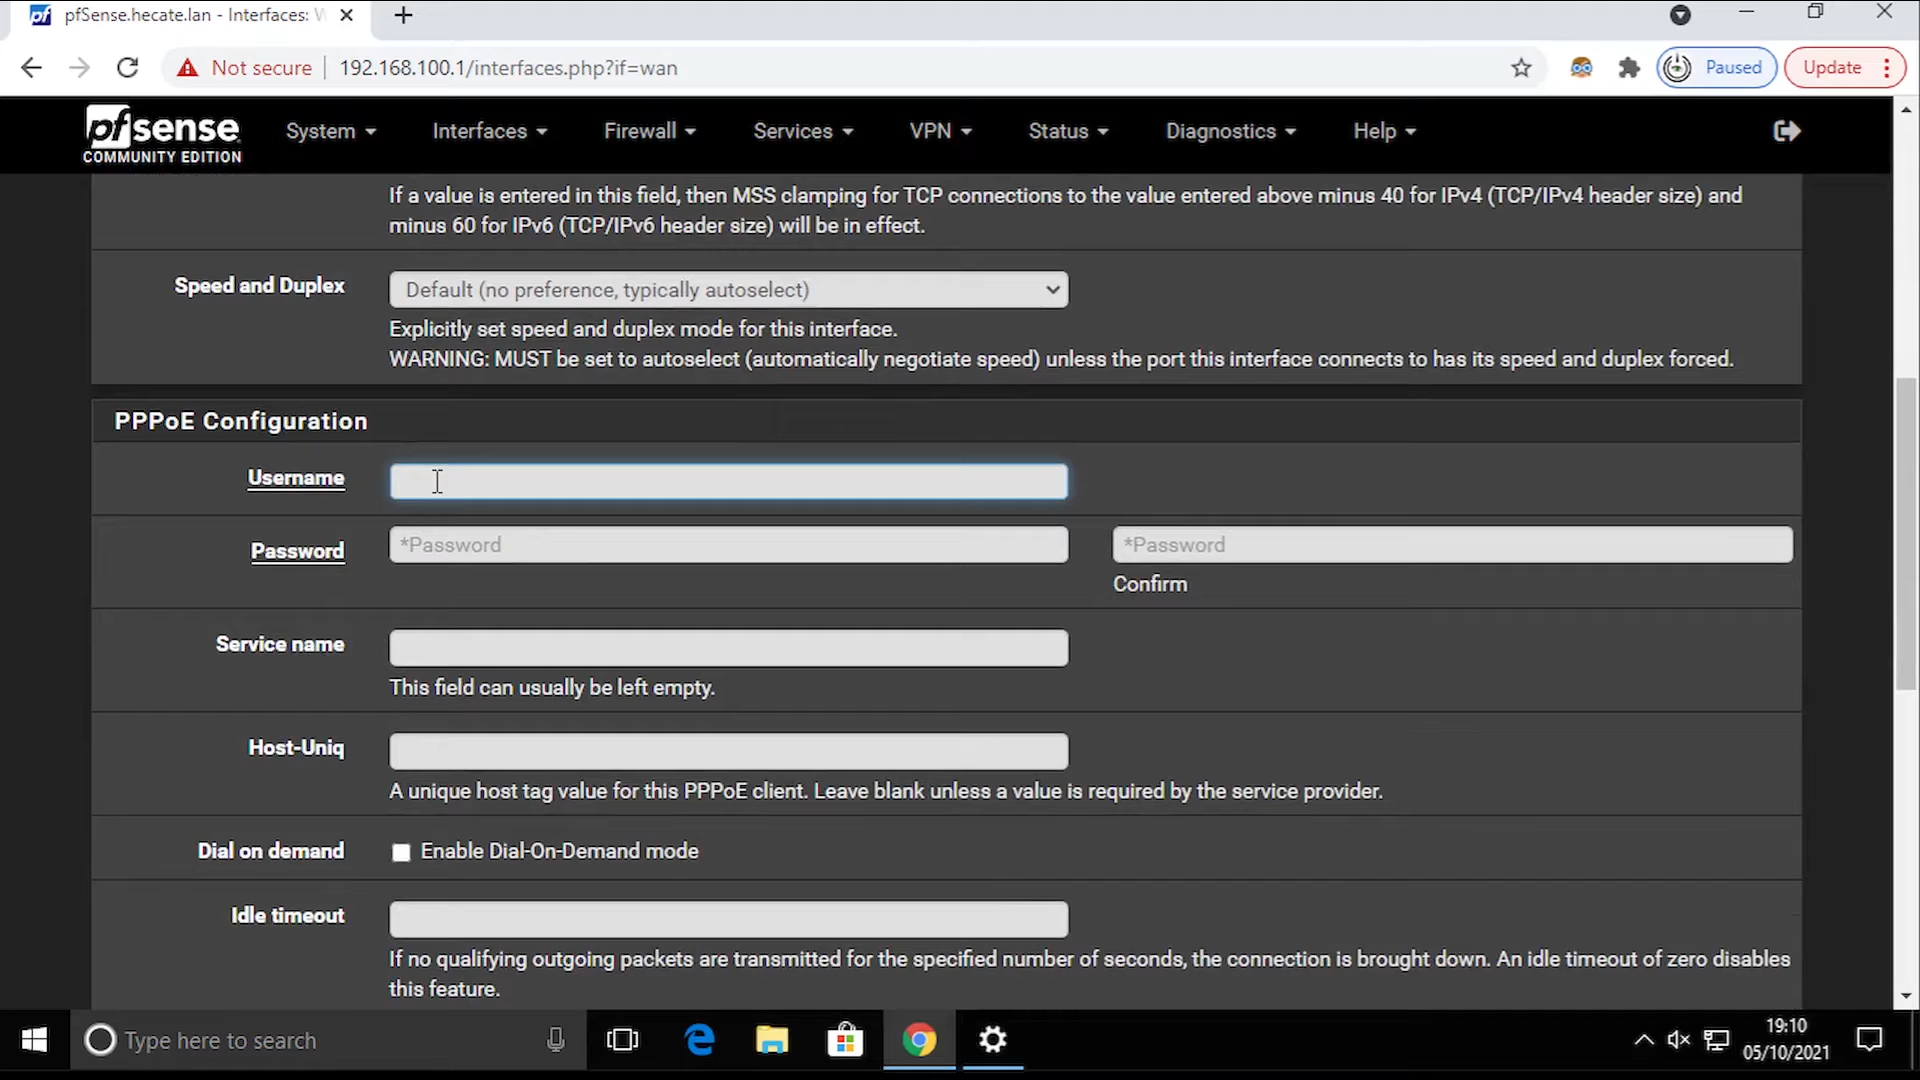 pfSense.hecate.lan - Interfaces: W
Not secure
192.168.100.1/interfaces.php?if=wan
Paused
Update
pfsense
COMMUNITY EDITION
System
Interfaces
Firewall
Services
VPN
Status
Diagnostics
Help
If a value is entered in this field, then MSS clamping for TCP connections to the value entered above minus 40 for IPv4 (TCP/IPv4 header size) and
minus 60 for IPv6 (TCP/IPv6 header size) will be in effect.
Speed and Duplex
Default (no preference, typically autoselect)
Explicitly set speed and duplex mode for this interface.
WARNING: MUST be set to autoselect (automatically negotiate speed) unless the port this interface connects to has its speed and duplex forced.
PPPoE Configuration
Username
Password
*Password
*Password
Confirm
Service name
This field can usually be left empty.
Host-Uniq
A unique host tag value for this PPPoE client. Leave blank unless a value is required by the service provider.
Dial on demand
Enable Dial-On-Demand mode
Idle timeout
If no qualifying outgoing packets are transmitted for the specified number of seconds, the connection is brought down. An idle timeout of zero disables
this feature.
Type here to search
19:10
05/10/2021